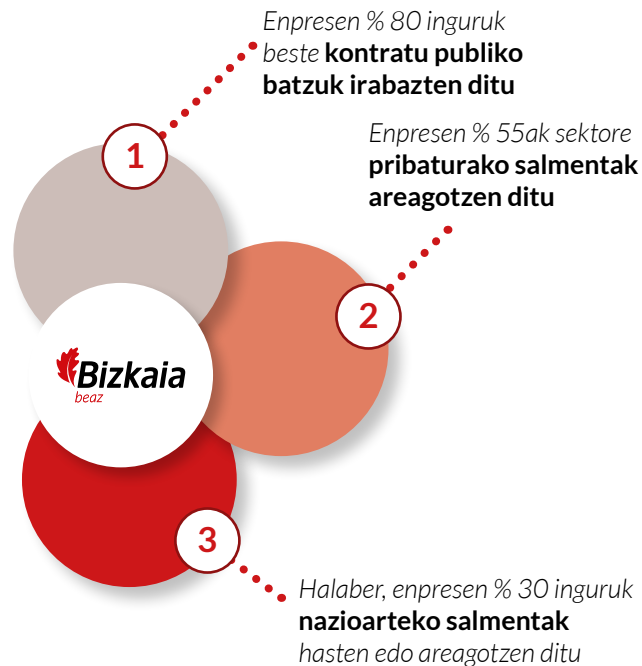 Enpresen % 80 inguruk
beste kontratu publiko
batzuk irabazten ditu
1
Enpresen % 55ak sektore
pribaturako salmentak
areagotzen ditu
2
Bizkaia
beaz
3
Halaber, enpresen % 30 inguruk
nazioarteko salmentak
hasten edo areagotzen ditu